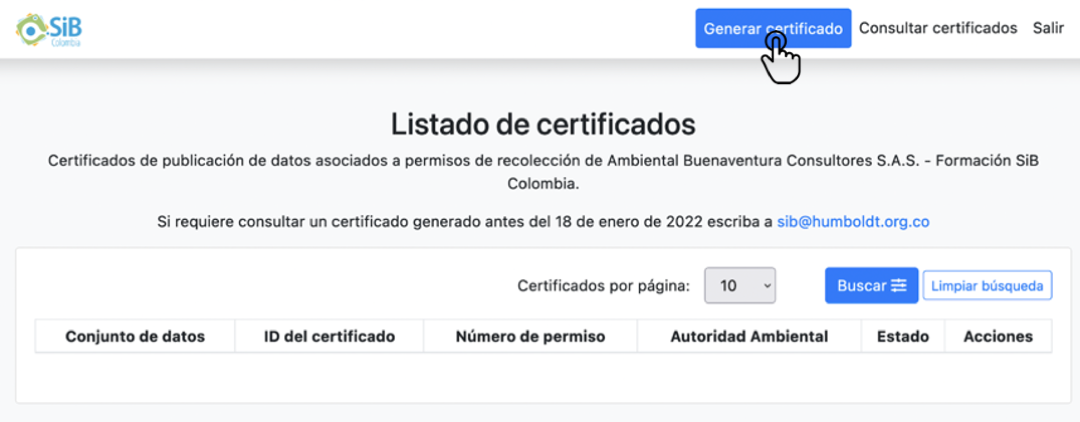 SiB
Colombia
Generar certificado Consultar certificados Salir
Listado de certificados
Certificados de publicación de datos asociados a permisos de recolección de Ambiental Buenaventura Consultores S.A.S. - Formación SiB
Colombia.
Si requiere consultar un certificado generado antes del 18 de enero de 2022 escriba a sib@humboldt.org.co
Certificados por página: 10 Buscar Limpiar búsqueda
Conjunto de datos ID del certificado Número de permiso Autoridad Ambiental Estado Acciones